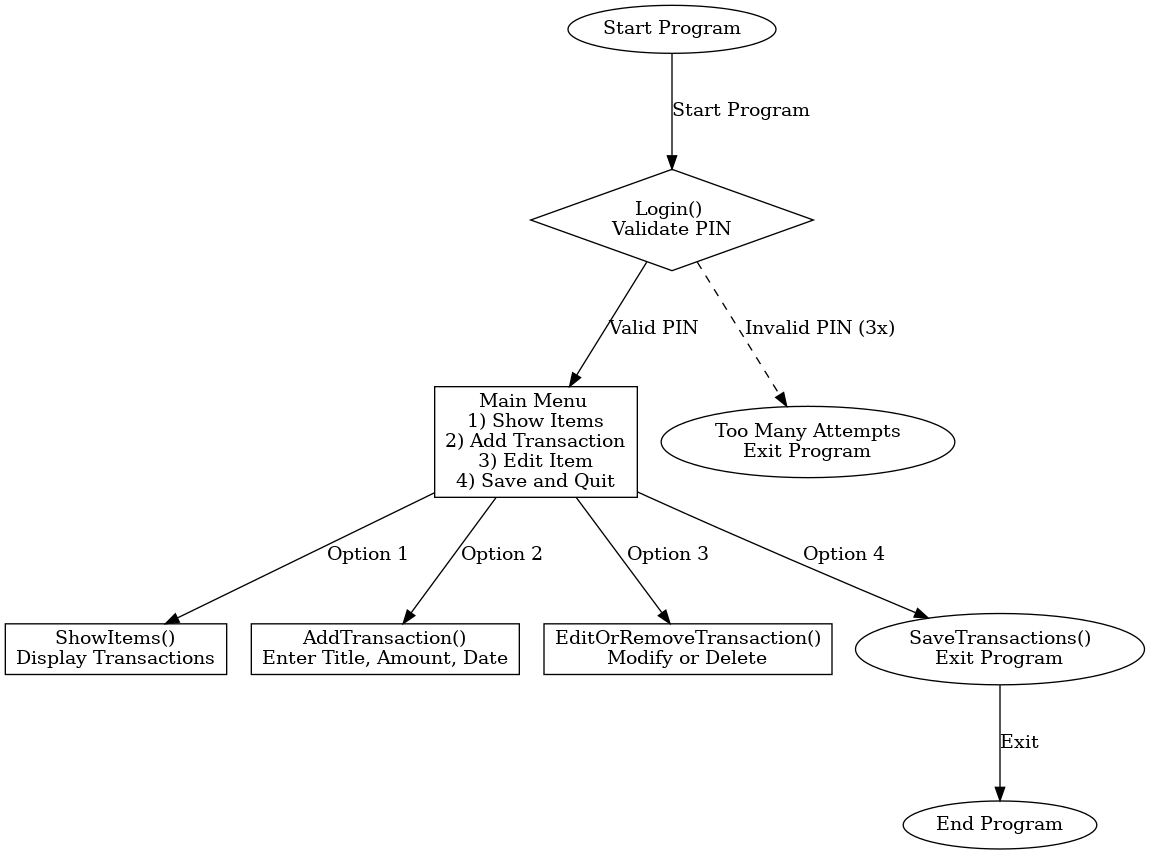 Start Program
Start Program
Login()
Validate PIN
Valid PIN
Invalid PIN (3x)
Main Menu
1) Show Items
2) Add Transaction
3) Edit Item
4) Save and Quit
Too Many Attempts
Exit Program
Option 1
Option 2
Option 3
Option 4
ShowItems()
Display Transactions
AddTransaction()
Enter Title, Amount, Date
EditOrRemoveTransaction()
Modify or Delete
SaveTransactions()
Exit Program
Exit
End Program